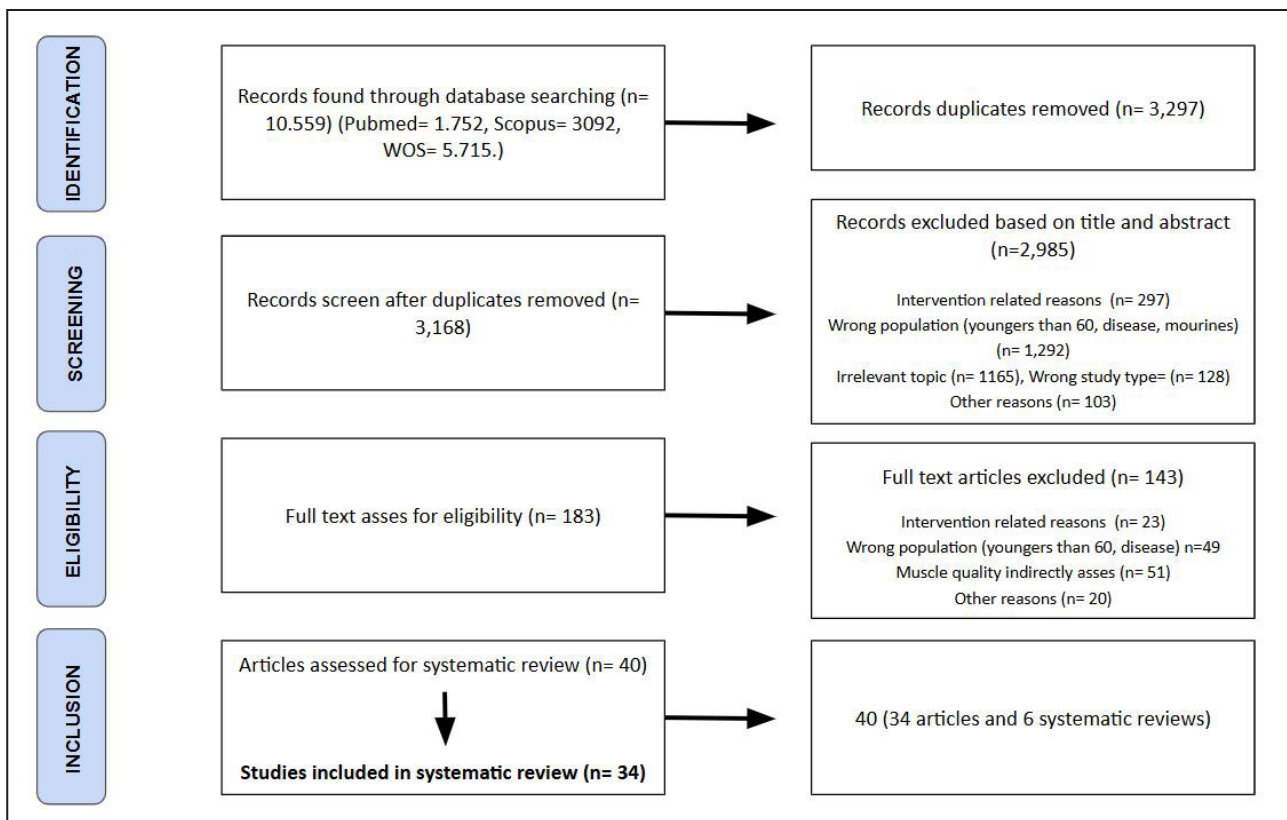 IDENTIFICATION
Records found through database searching (n=
10.559) (Pubmed= 1.752, Scopus= 3092,
WOS= 5.715.)
Records duplicates removed (n= 3,297)
SCREENING
Records screen after duplicates removed (n=
3,168)
Records excluded based on title and abstract
(n=2,985)
Intervention related reasons (n= 297)
Wrong population (youngers than 60, disease, mourines)
(n= 1,292)
Irrelevant topic (n= 1165), Wrong study type= (n= 128)
Other reasons (n= 103)
ELIGIBILITY
Full text asses for eligibility (n= 183)
Full text articles excluded (n= 143)
Intervention related reasons (n= 23)
Wrong population (youngers than 60, disease) n=49
Muscle quality indirectly asses (n= 51)
Other reasons (n= 20)
INCLUSION
Articles assessed for systematic review (n= 40)
Studies included in systematic review (n= 34)
40 (34 articles and 6 systematic reviews)